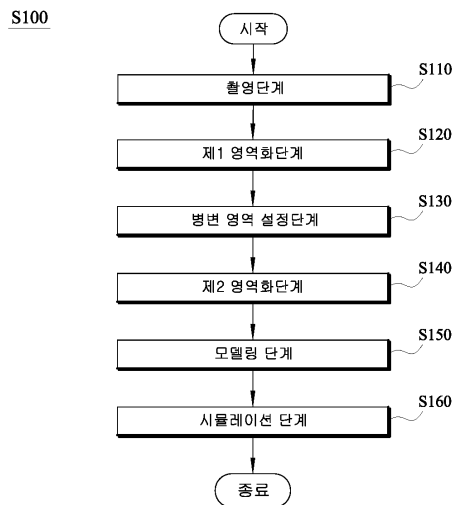 S100
시작
S110
촬영단계
S120
제1 영역화단계
S130
병변 영역 설정단계
S140
제2 영역화단계
S150
모델링 단계
S160
시뮬레이션 단계
종료